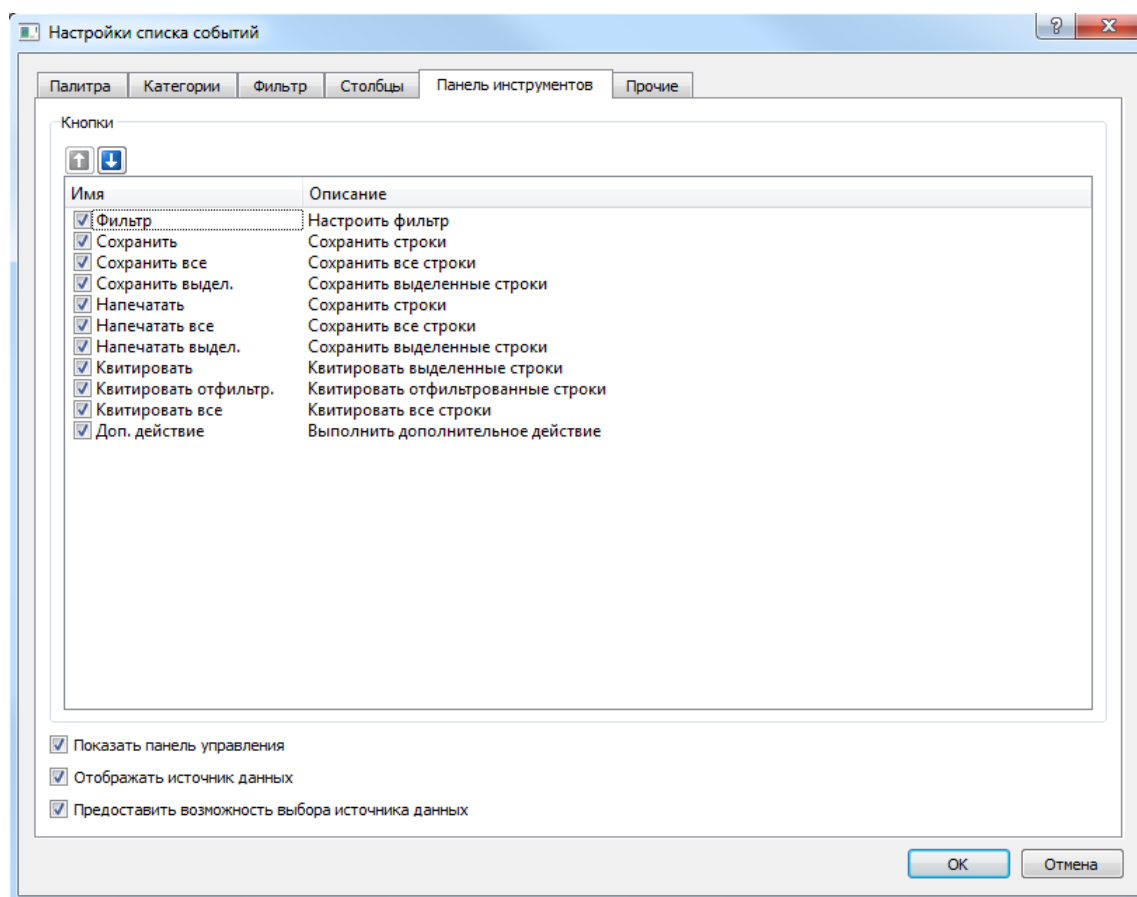 Настройки списка событий
Палитра Категории Фильтр Столбцы Панель инструментов Прочие
Кнопки
Имя Описание
Фильтр Настроить фильтр
Сохранить Сохранить строки
Сохранить все Сохранить все строки
Сохранить выдел. Сохранить выделенные строки
Напечатать Сохранить строки
Напечатать все Сохранить все строки
Напечатать выдел. Сохранить выделенные строки
Квитировать Квитировать выделенные строки
Квитировать отфильтр. Квитировать отфильтрованные строки
Квитировать все Квитировать все строки
Доп. действие Выполнить дополнительное действие
Показать панель управления
Отображать источник данных
Предоставить возможность выбора источника данных
ОК Отмена